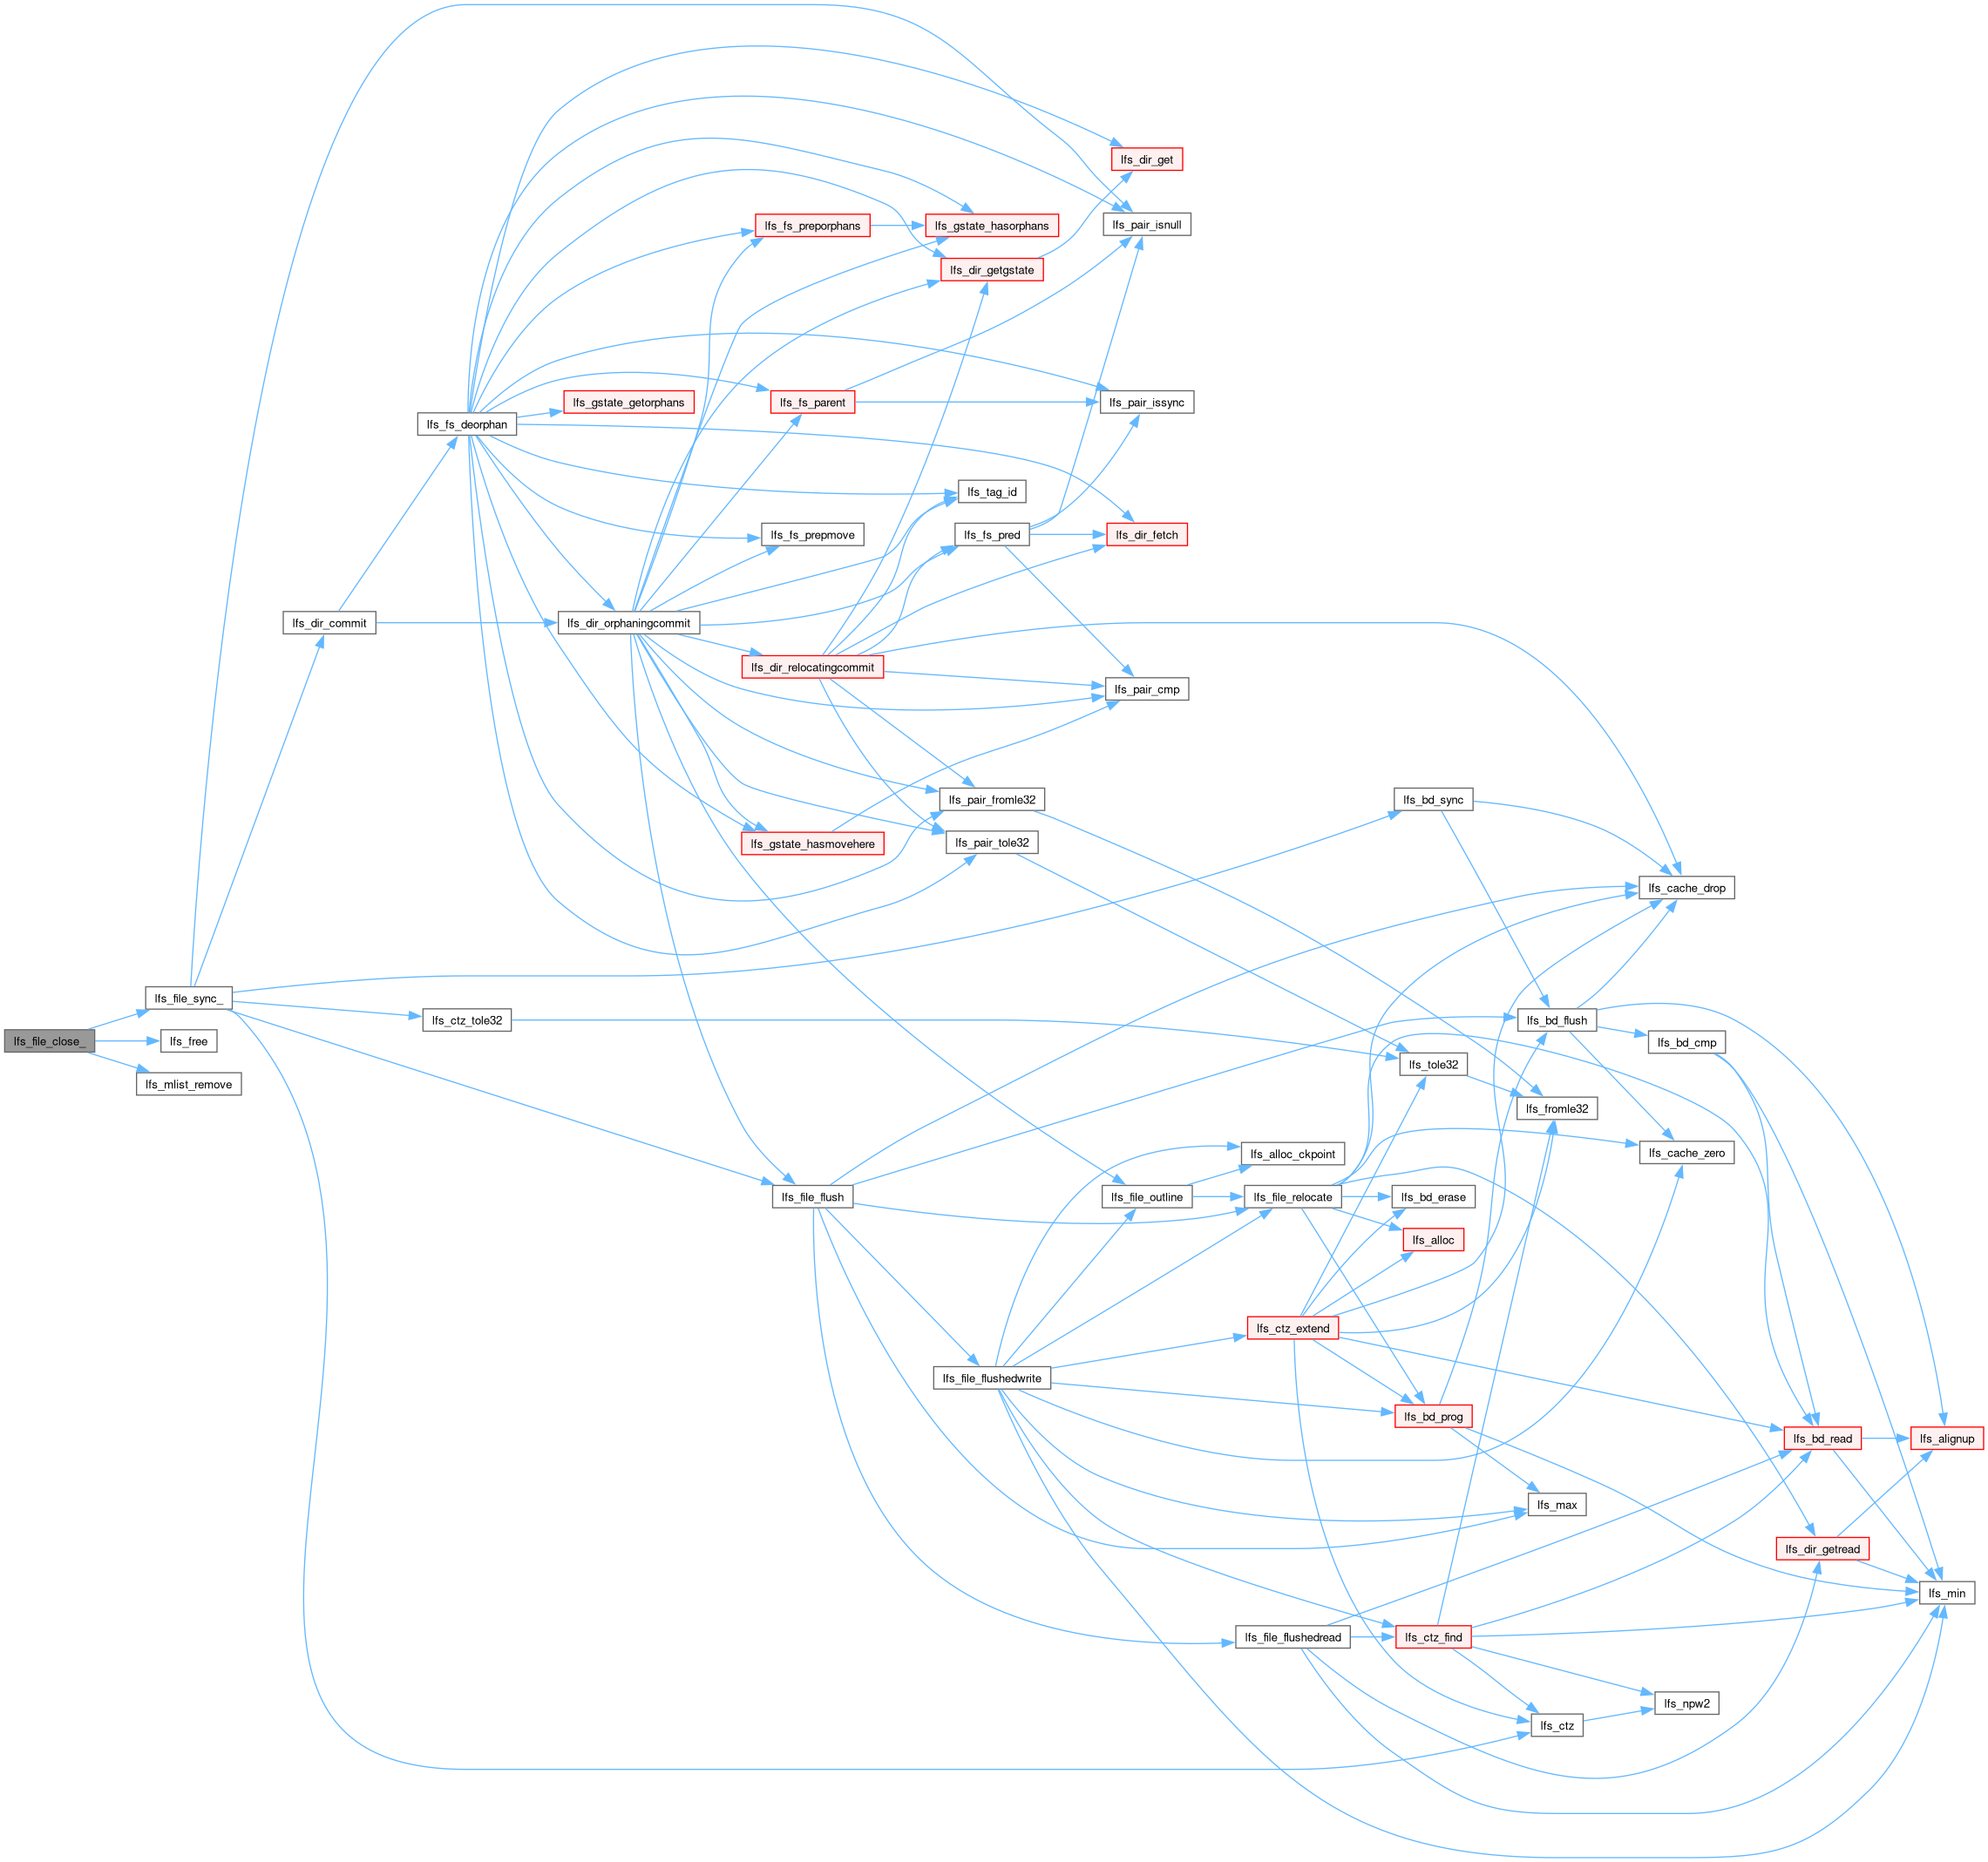 lfs_dir_get
lfs_fs_preporphans
lfs_gstate_hasorphans
lfs_pair_isnull
lfs_dir_getgstate
lfs_gstate_getorphans
lfs_fs_parent
lfs_pair_issync
lfs_fs_deorphan
lfs_tag_id
lfs_fs_prepmove
lfs_fs_pred
lfs_dir_fetch
lfs_dir_commit
lfs_dir_orphaningcommit
lfs_dir_relocatingcommit
lfs_pair_cmp
lfs_pair_fromle32
lfs_bd_sync
lfs_gstate_hasmovehere
lfs_pair_tole32
lfs_cache_drop
lfs_file_sync_
lfs_ctz_tole32
lfs_bd_flush
lfs_file_close_
lfs_free
lfs_bd_cmp
lfs_tole32
lfs_mlist_remove
lfs_fromle32
lfs_alloc_ckpoint
lfs_cache_zero
lfs_file_flush
lfs_file_outline
lfs_file_relocate
lfs_bd_erase
lfs_alloc
lfs_ctz_extend
lfs_file_flushedwrite
lfs_bd_prog
lfs_bd_read
lfs_alignup
lfs_max
lfs_dir_getread
lfs_min
lfs_file_flushedread
lfs_ctz_find
lfs_npw2
lfs_ctz